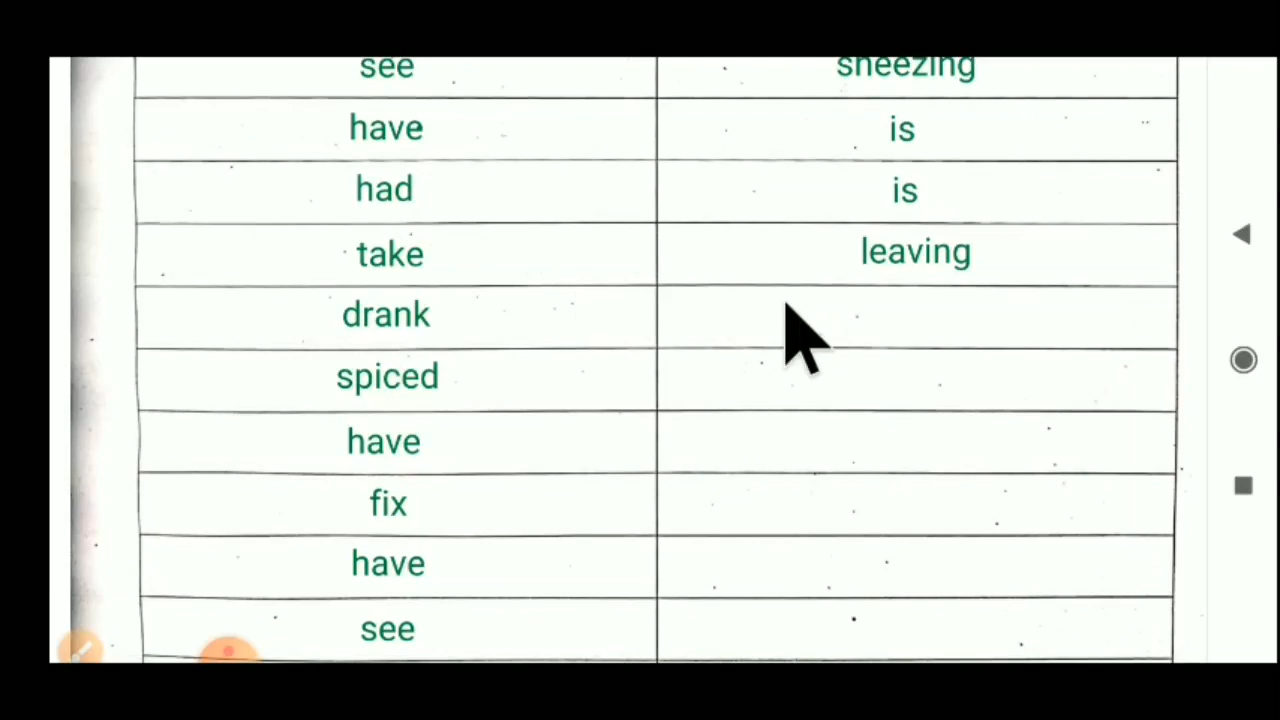 see sneezing
have is
had is
take leaving
drank
spiced
have
fix
have
see